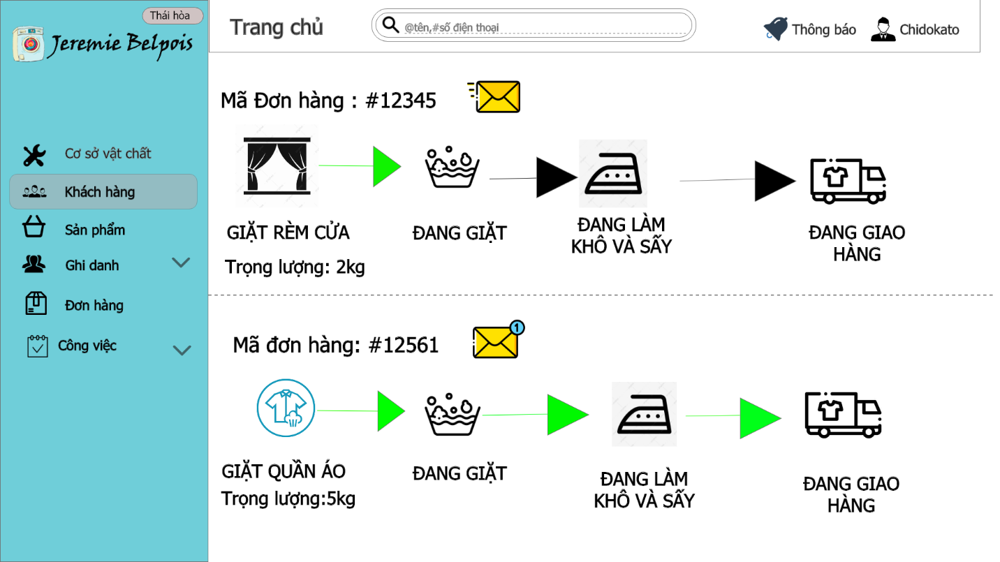 Thái hòa
Jeremie Belpois
Trang chủ
@tên,#số điện thoại
Thông báo
Chidokato
Cơ sở vật chất
Khách hàng
Sản phẩm
Ghi danh
Đơn hàng
Công việc
Mã Đơn hàng : #12345
GIẶT RÈM CỬA
Trọng lượng: 2kg
ĐANG GIẶT
ĐANG LÀM
KHÔ VÀ SẤY
ĐANG GIAO
HÀNG
Mã đơn hàng: #12561
1
GIẶT QUẦN ÁO
Trọng lượng:5kg
ĐANG GIẶT
ĐANG LÀM
KHÔ VÀ SẤY
ĐANG GIAO
HÀNG